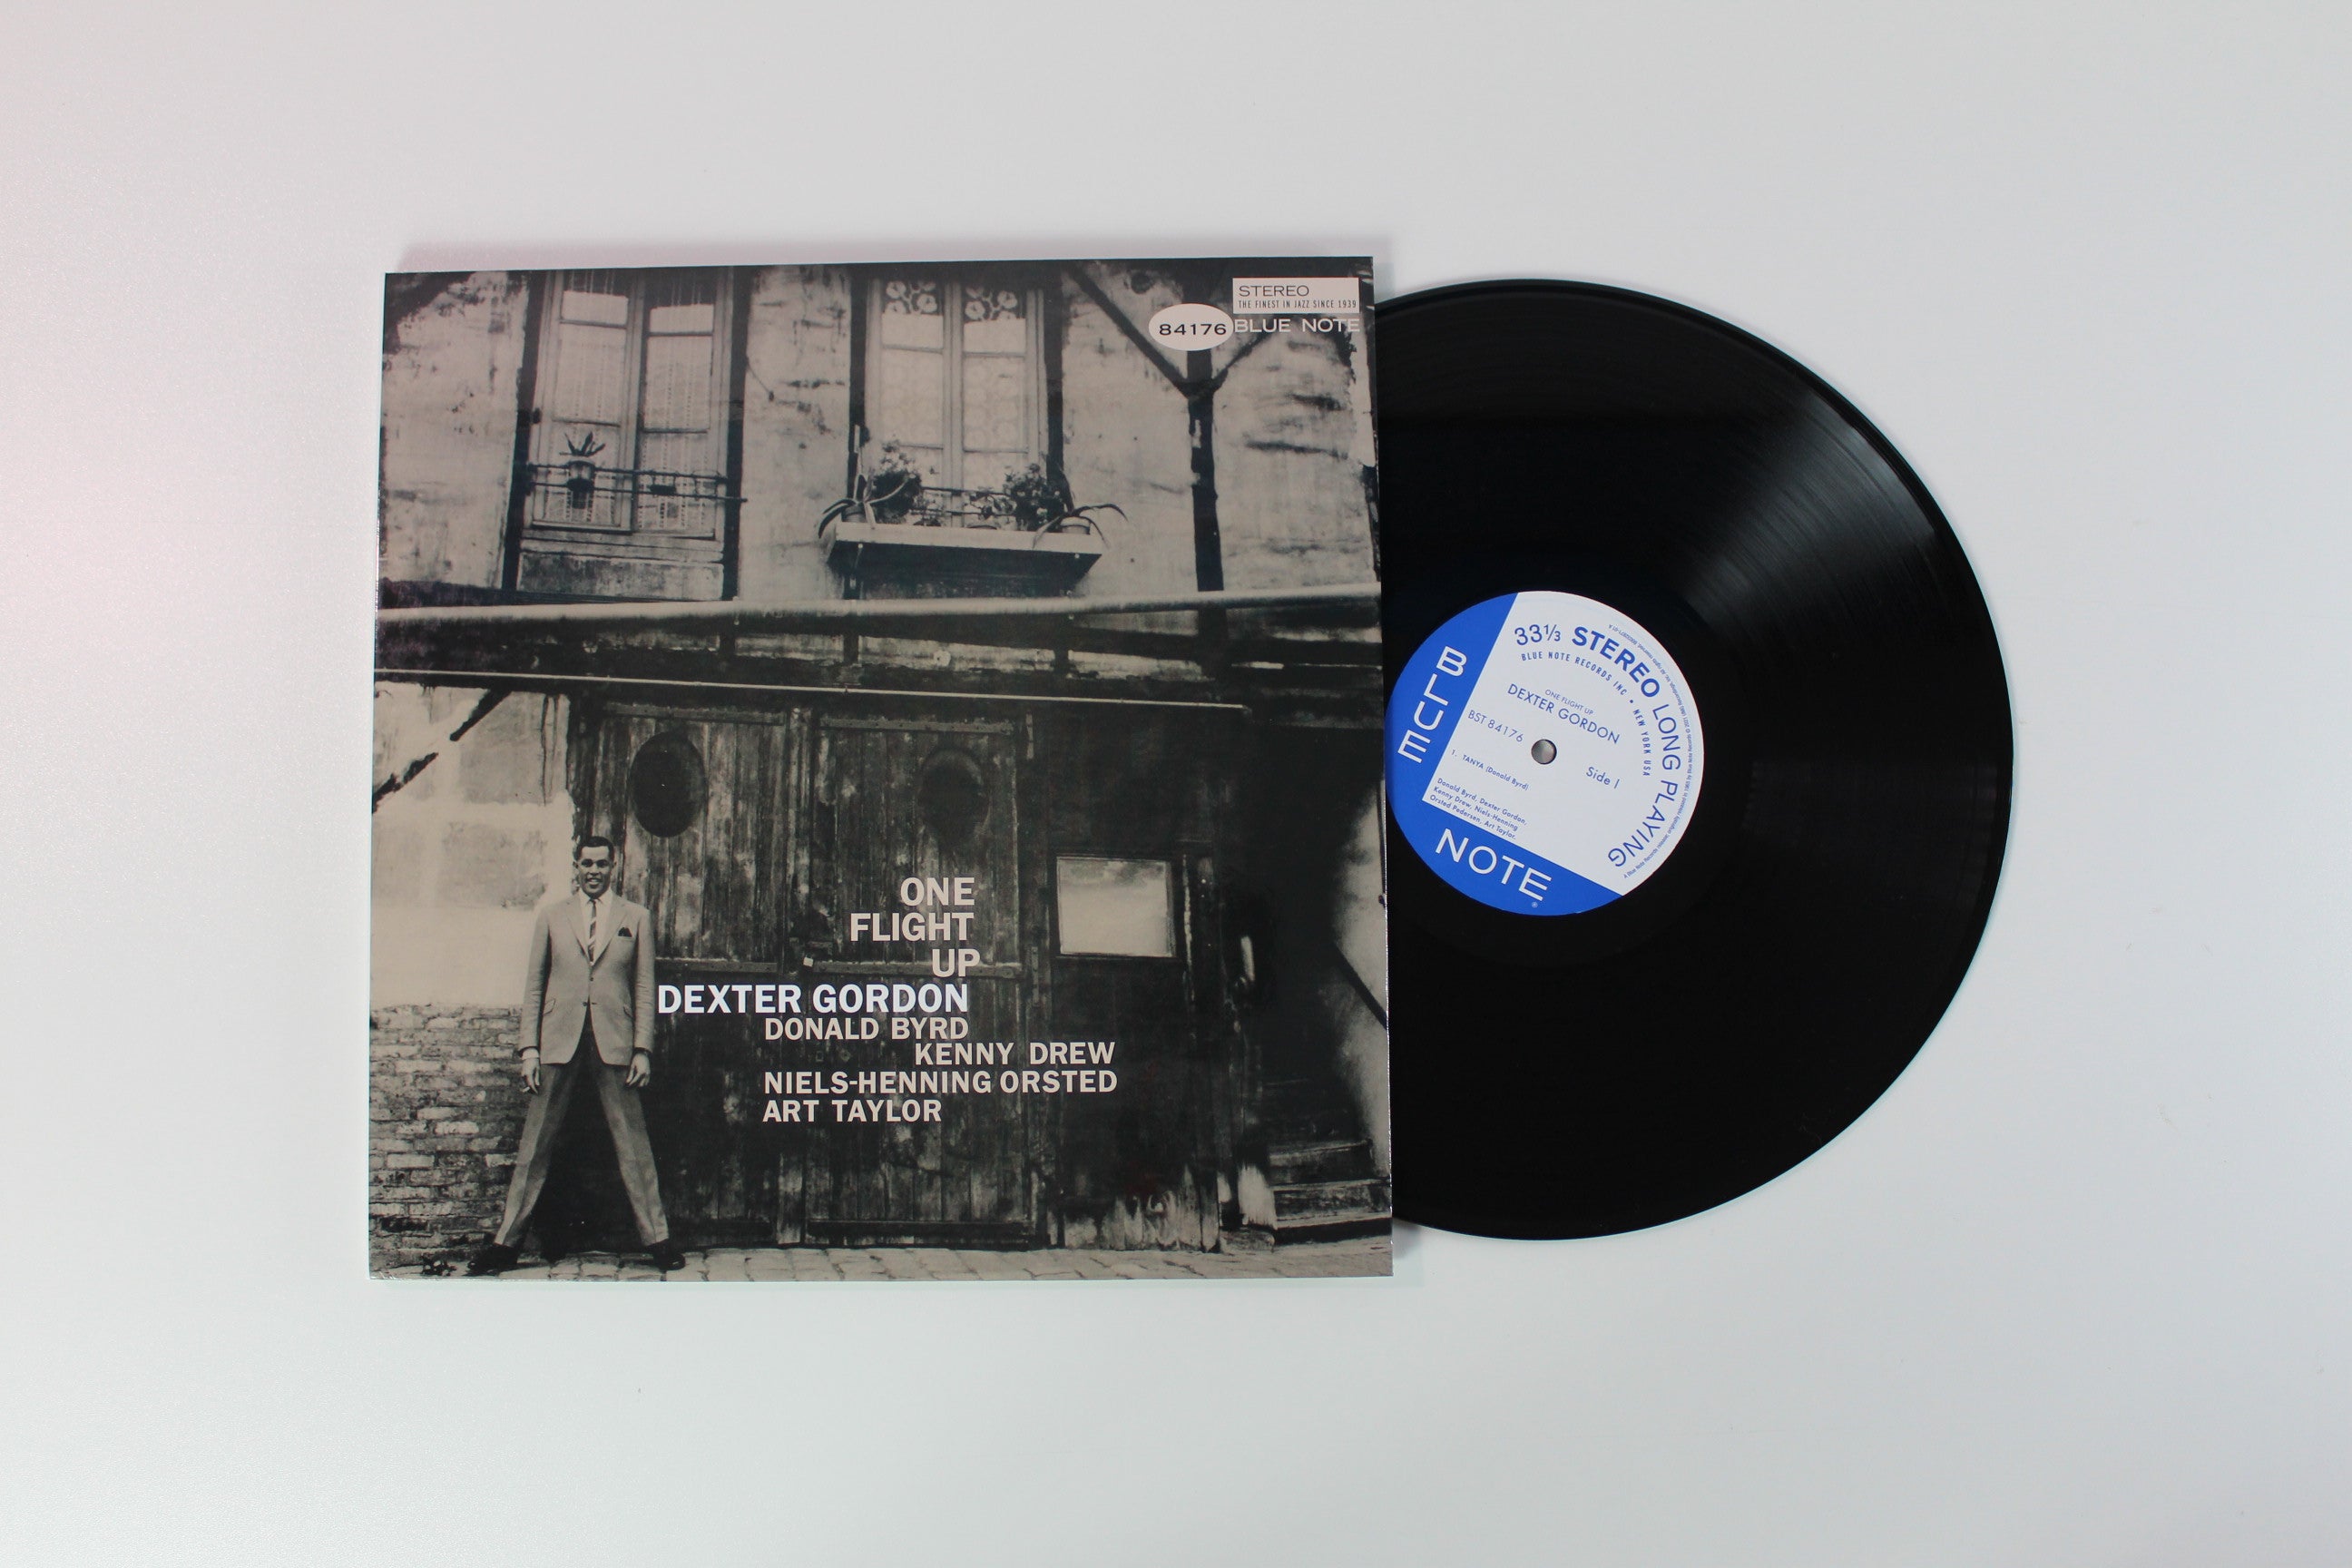 STEREO
THE FINEST IN JAZZ SINCE 1939
84176 BLUE NOTE
ONE
FLIGHT
UP
DEXTER GORDON
DONALD BYRD
KENNY DREW
NIELS-HENNING ORSTED
ART TAYLOR
33⅓ STEREO LONG PLAYING
BLUE NOTE RECORDS INC • NEW YORK USA
ONE FLIGHT UP
DEXTER GORDON
BST 84176
Side 1
1. TANYA (Donald Byrd)
Donald Byrd, Dexter Gordon,
Kenny Drew, Niels-Henning
Orsted Pedersen, Art Taylor.
BLUE
NOTE